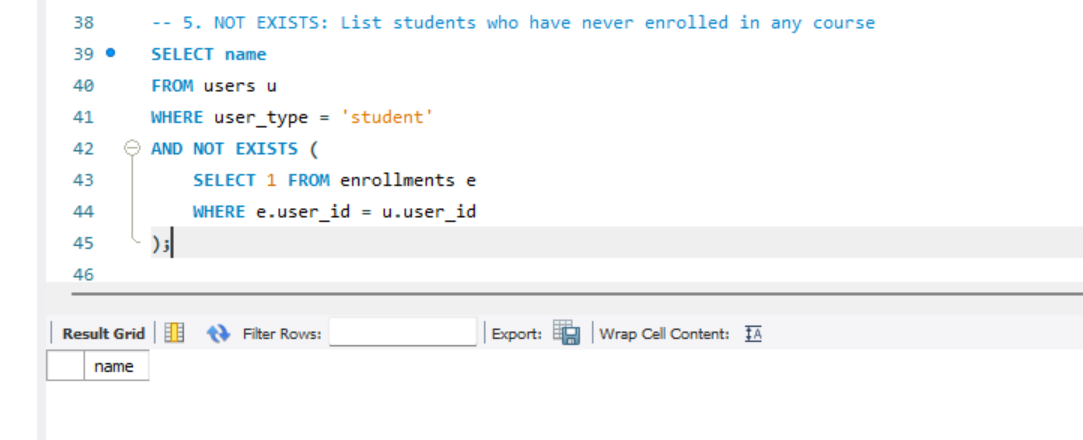 38 -- 5. NOT EXISTS: List students who have never enrolled in any course
39 SELECT name
40 FROM users u
41 WHERE user_type = 'student'
42 AND NOT EXISTS (
43 SELECT 1 FROM enrollments e
44 WHERE e.user_id = u.user_id
45 );
46
Result Grid Filter Rows: Export: Wrap Cell Content: IA
name